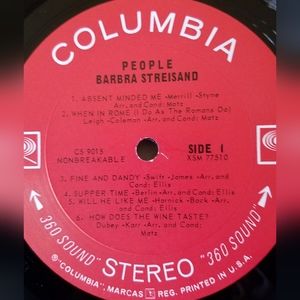 COLUMBIA
PEOPLE
BARBRA STREISAND
1. ABSENT MINDED ME -Merrill -Styne
Arr. and Cond: Matz
2. WHEN IN ROME (I Do As The Romans Do)
Leigh -Coleman -Arr. and Cond: Matz
CS 9015
NONBREAKABLE
SIDE 1
XSM 77510
3. FINE AND DANDY -Swift -James -Arr. and
Cond: Ellis
4. SUPPER TIME -Berlin -Arr. and Cond: Ellis
5. WILL HE LIKE ME -Harnick -Bock -Arr. and
Cond: Ellis
6. HOW DOES THE WINE TASTE?
Dubey -Karr -Arr. and Cond:
Matz
"360 SOUND" STEREO "360 SOUND"
® "COLUMBIA", MARCAS REG. PRINTED IN U.S.A.